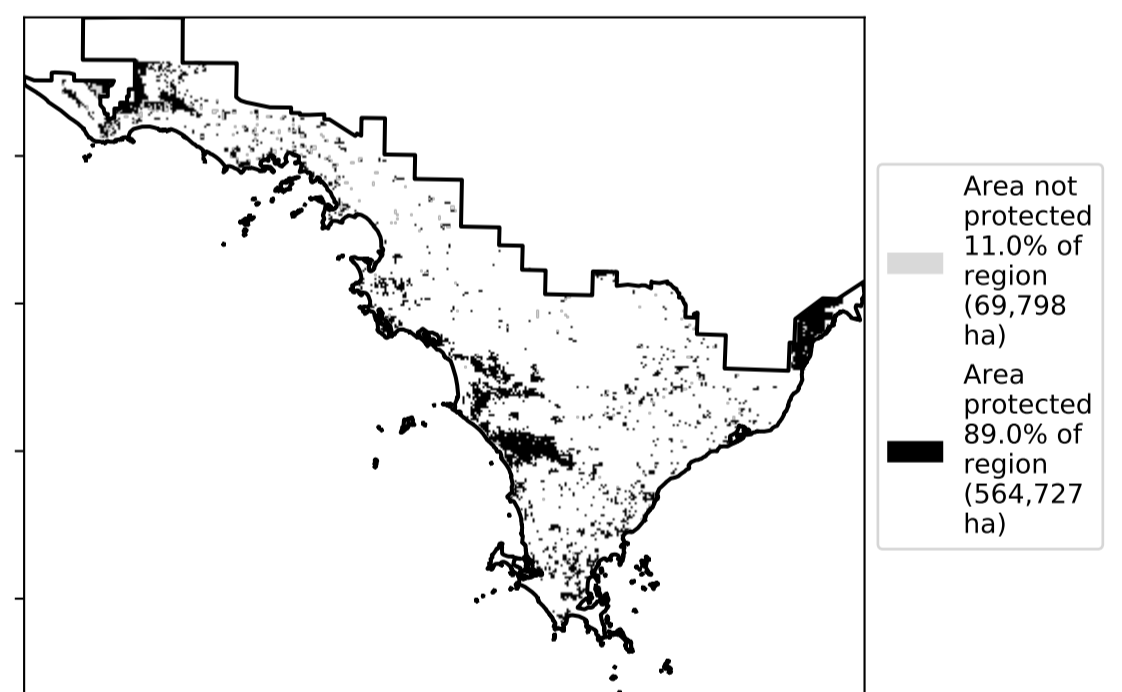 Area not
protected
11.0% of
region
(69,798
ha)
Area
protected
89.0% of
region
(564,727
ha)